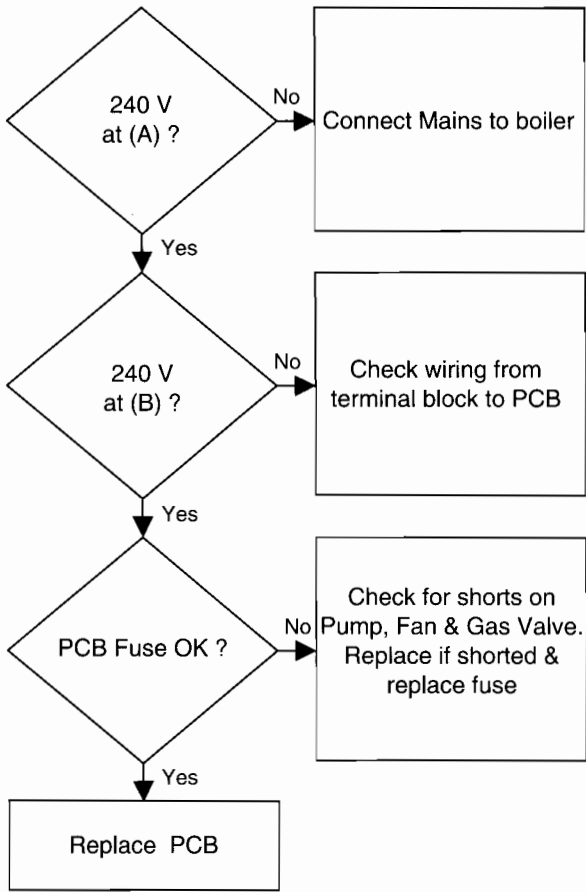 240 V
at (A) ?
No
Connect Mains to boiler
Yes
240 V
at (B) ?
No
Check wiring from
terminal block to PCB
Yes
PCB Fuse OK ?
No
Check for shorts on
Pump, Fan & Gas Valve.
Replace if shorted &
replace fuse
Yes
Replace PCB